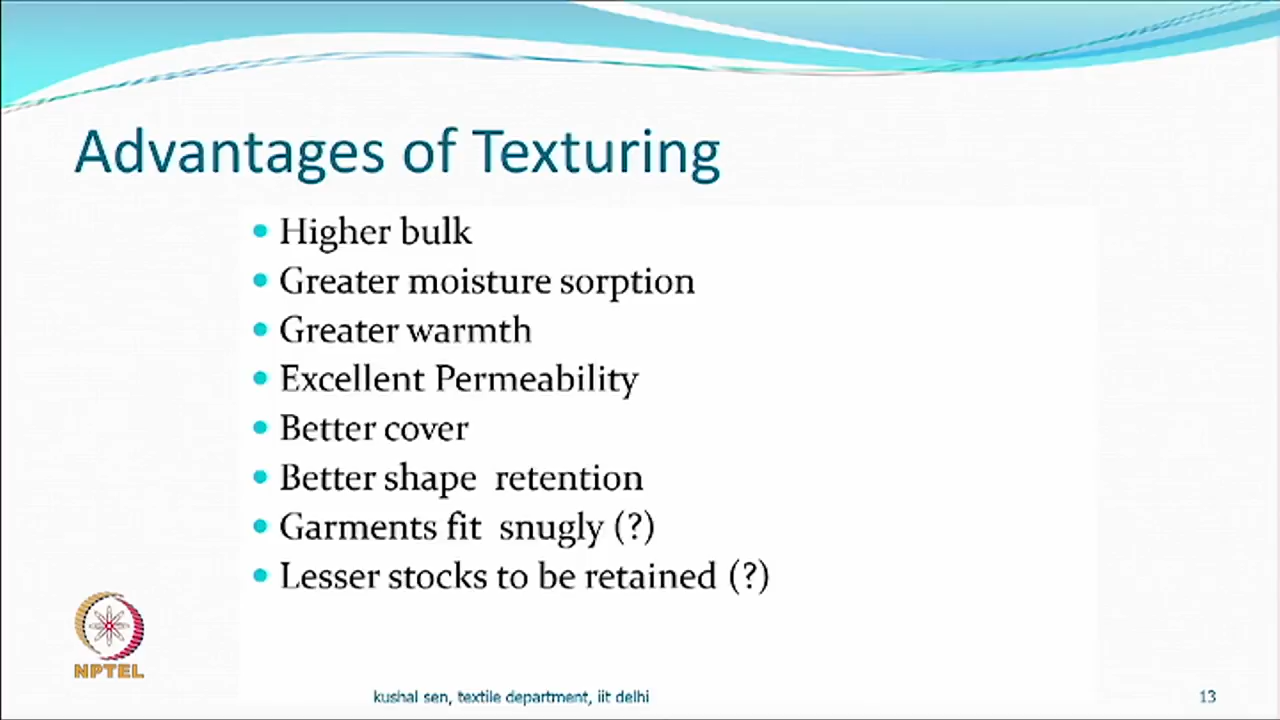 Advantages of Texturing
Higher bulk
Greater moisture sorption
Greater warmth
Excellent Permeability
Better cover
Better shape retention
Garments fit snugly (?)
Lesser stocks to be retained (?)
NPTEL
kushal sen, textile department, iit delhi
13